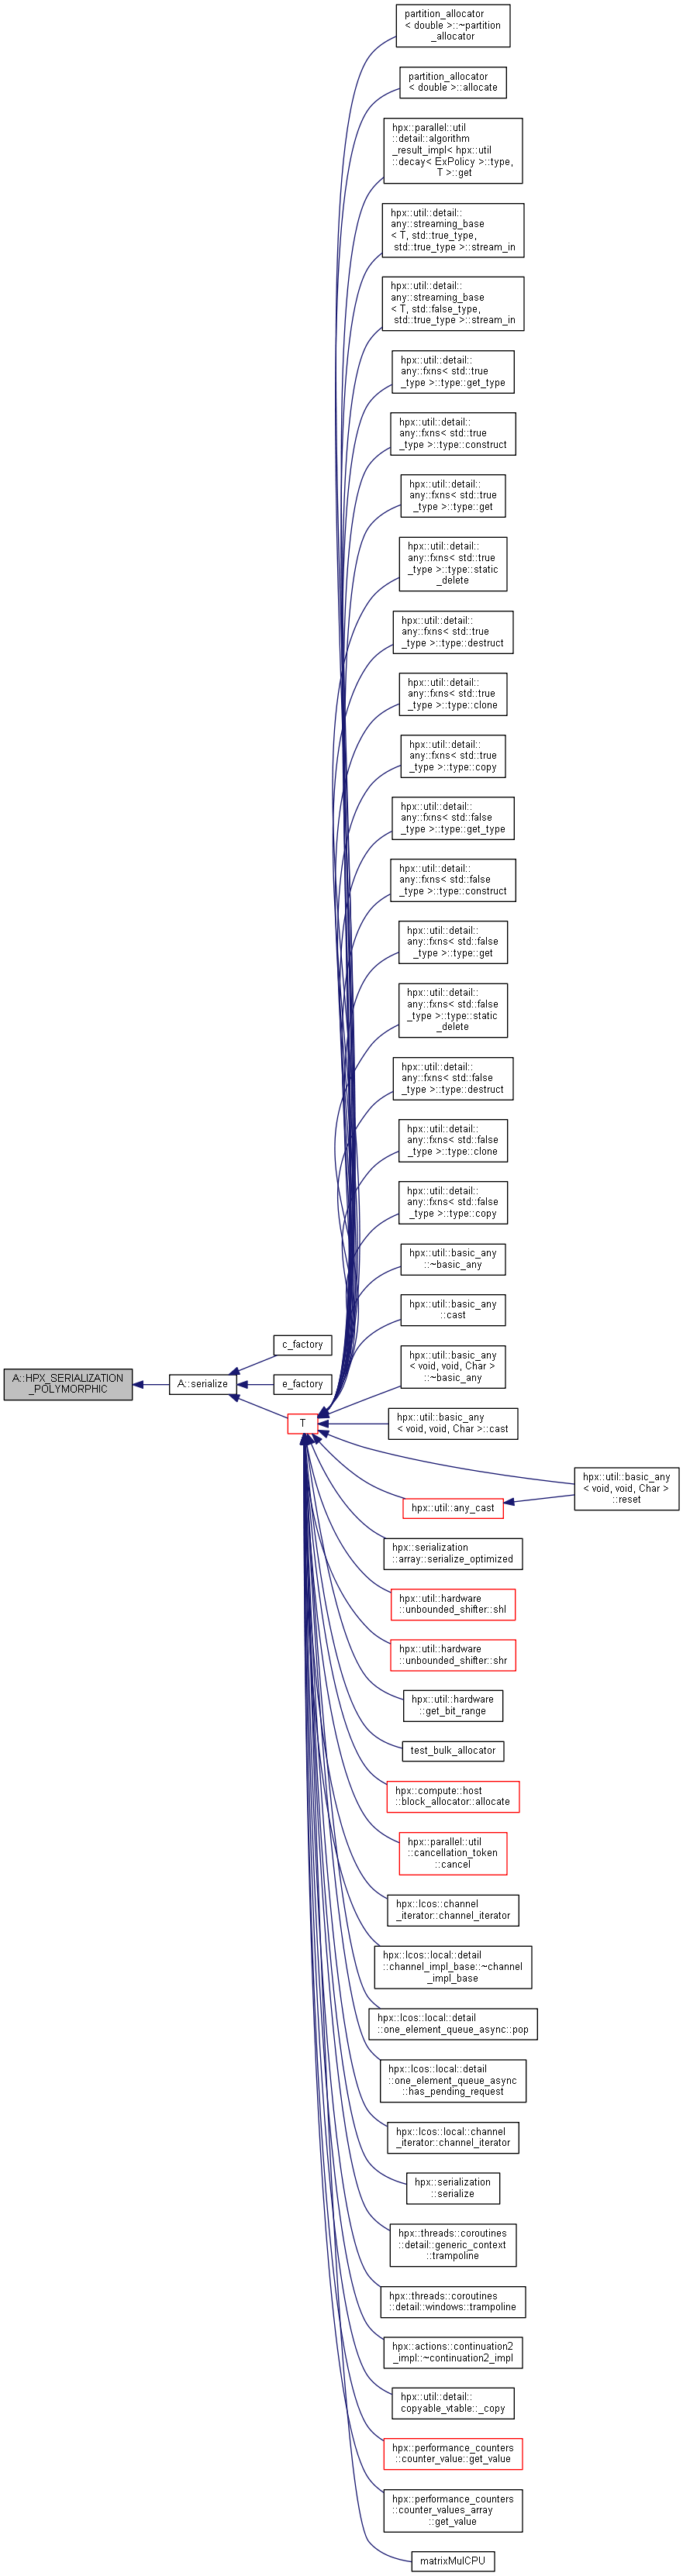 partition_allocator
< double >::~partition
_allocator
partition_allocator
< double >::allocate
hpx::parallel::util
::detail::algorithm
_result_impl< hpx::util
::decay< ExPolicy >::type,
T >::get
hpx::util::detail::
any::streaming_base
< T, std::true_type,
std::true_type >::stream_in
hpx::util::detail::
any::streaming_base
< T, std::false_type,
std::true_type >::stream_in
hpx::util::detail::
any::fxns< std::true
_type >::type::get_type
hpx::util::detail::
any::fxns< std::true
_type >::type::construct
hpx::util::detail::
any::fxns< std::true
_type >::type::get
hpx::util::detail::
any::fxns< std::true
_type >::type::static
_delete
hpx::util::detail::
any::fxns< std::true
_type >::type::destruct
hpx::util::detail::
any::fxns< std::true
_type >::type::clone
hpx::util::detail::
any::fxns< std::true
_type >::type::copy
hpx::util::detail::
any::fxns< std::false
_type >::type::get_type
hpx::util::detail::
any::fxns< std::false
_type >::type::construct
hpx::util::detail::
any::fxns< std::false
_type >::type::get
hpx::util::detail::
any::fxns< std::false
_type >::type::static
_delete
hpx::util::detail::
any::fxns< std::false
_type >::type::destruct
hpx::util::detail::
any::fxns< std::false
_type >::type::clone
hpx::util::detail::
any::fxns< std::false
_type >::type::copy
hpx::util::basic_any
::~basic_any
hpx::util::basic_any
::cast
c_factory
hpx::util::basic_any
< void, void, Char >
::~basic_any
A::HPX_SERIALIZATION
_POLYMORPHIC
A::serialize
e_factory
T
hpx::util::basic_any
< void, void, Char >::cast
hpx::util::basic_any
< void, void, Char >
::reset
hpx::util::any_cast
hpx::serialization
::array::serialize_optimized
hpx::util::hardware
::unbounded_shifter::shl
hpx::util::hardware
::unbounded_shifter::shr
hpx::util::hardware
::get_bit_range
test_bulk_allocator
hpx::compute::host
::block_allocator::allocate
hpx::parallel::util
::cancellation_token
::cancel
hpx::lcos::channel
_iterator::channel_iterator
hpx::lcos::local::detail
::channel_impl_base::~channel
_impl_base
hpx::lcos::local::detail
::one_element_queue_async::pop
hpx::lcos::local::detail
::one_element_queue_async
::has_pending_request
hpx::lcos::local::channel
_iterator::channel_iterator
hpx::serialization
::serialize
hpx::threads::coroutines
::detail::generic_context
::trampoline
hpx::threads::coroutines
::detail::windows::trampoline
hpx::actions::continuation2
_impl::~continuation2_impl
hpx::util::detail::
copyable_vtable::_copy
hpx::performance_counters
::counter_value::get_value
hpx::performance_counters
::counter_values_array
::get_value
matrixMulCPU